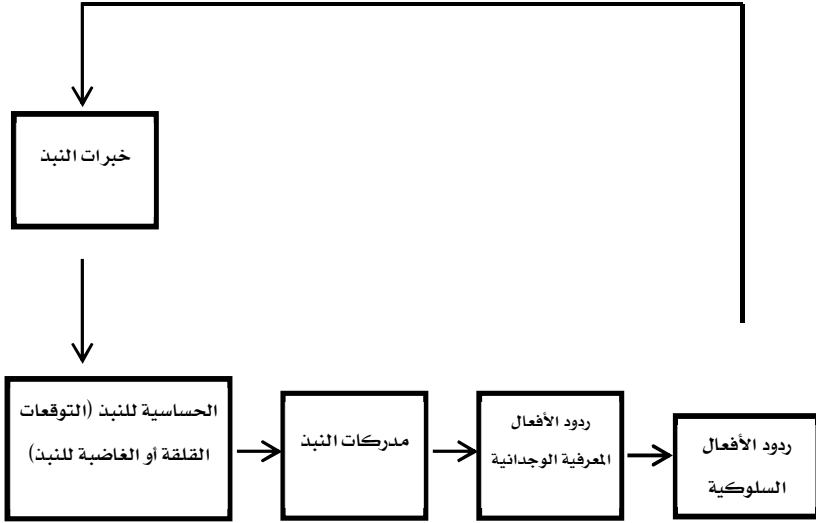 خبرات النبذ
الحساسية للنبذ (التوقعات
القلقة أو الغاضبة للنبذ)
مدركات النبذ
ردود الأفعال
المعرفية الوجدانية
ردود الأفعال
السلوكية